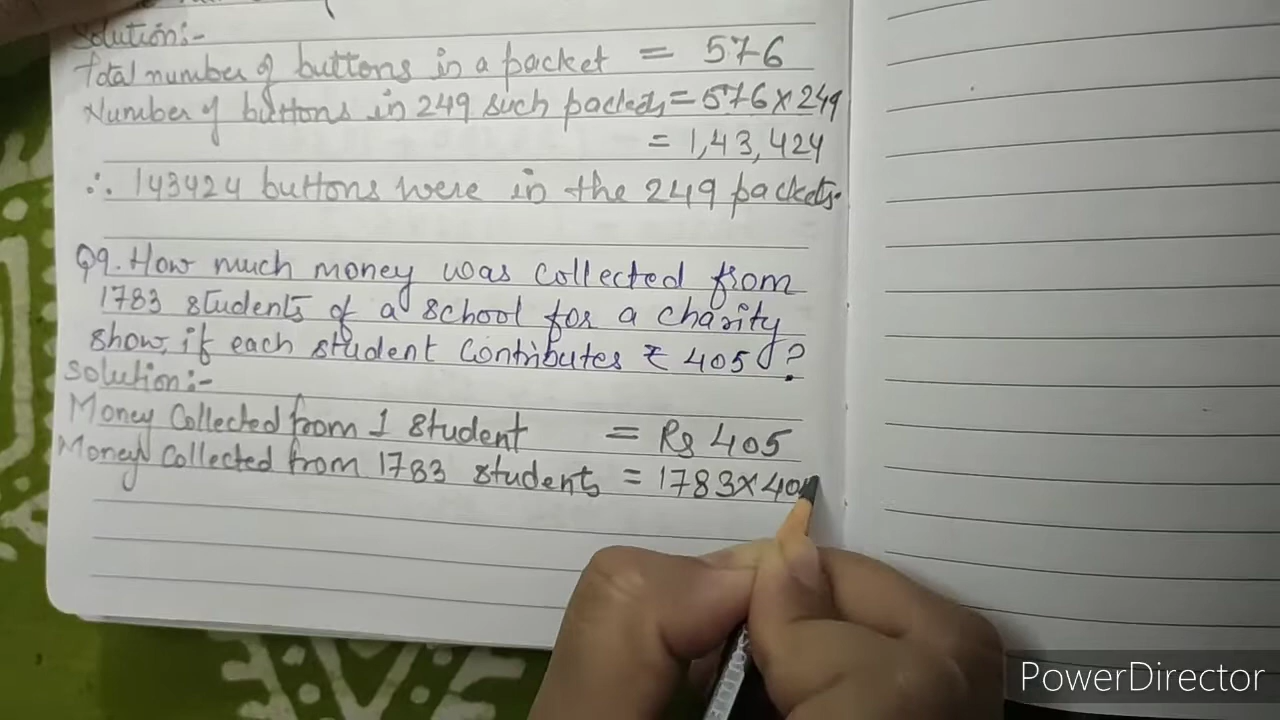 Solution:-
Total number of buttons in a packet = 576
Number of buttons in 249 such packets = 576 × 249
= 1,43,424
∴ 143424 buttons were in the 249 packets.
Q9. How much money was collected from
1783 students of a school for a charity
show, if each student contributes ₹ 405 ?
Solution:-
Money Collected from 1 student = Rs 405
Money Collected from 1783 students = 1783×40
PowerDirector